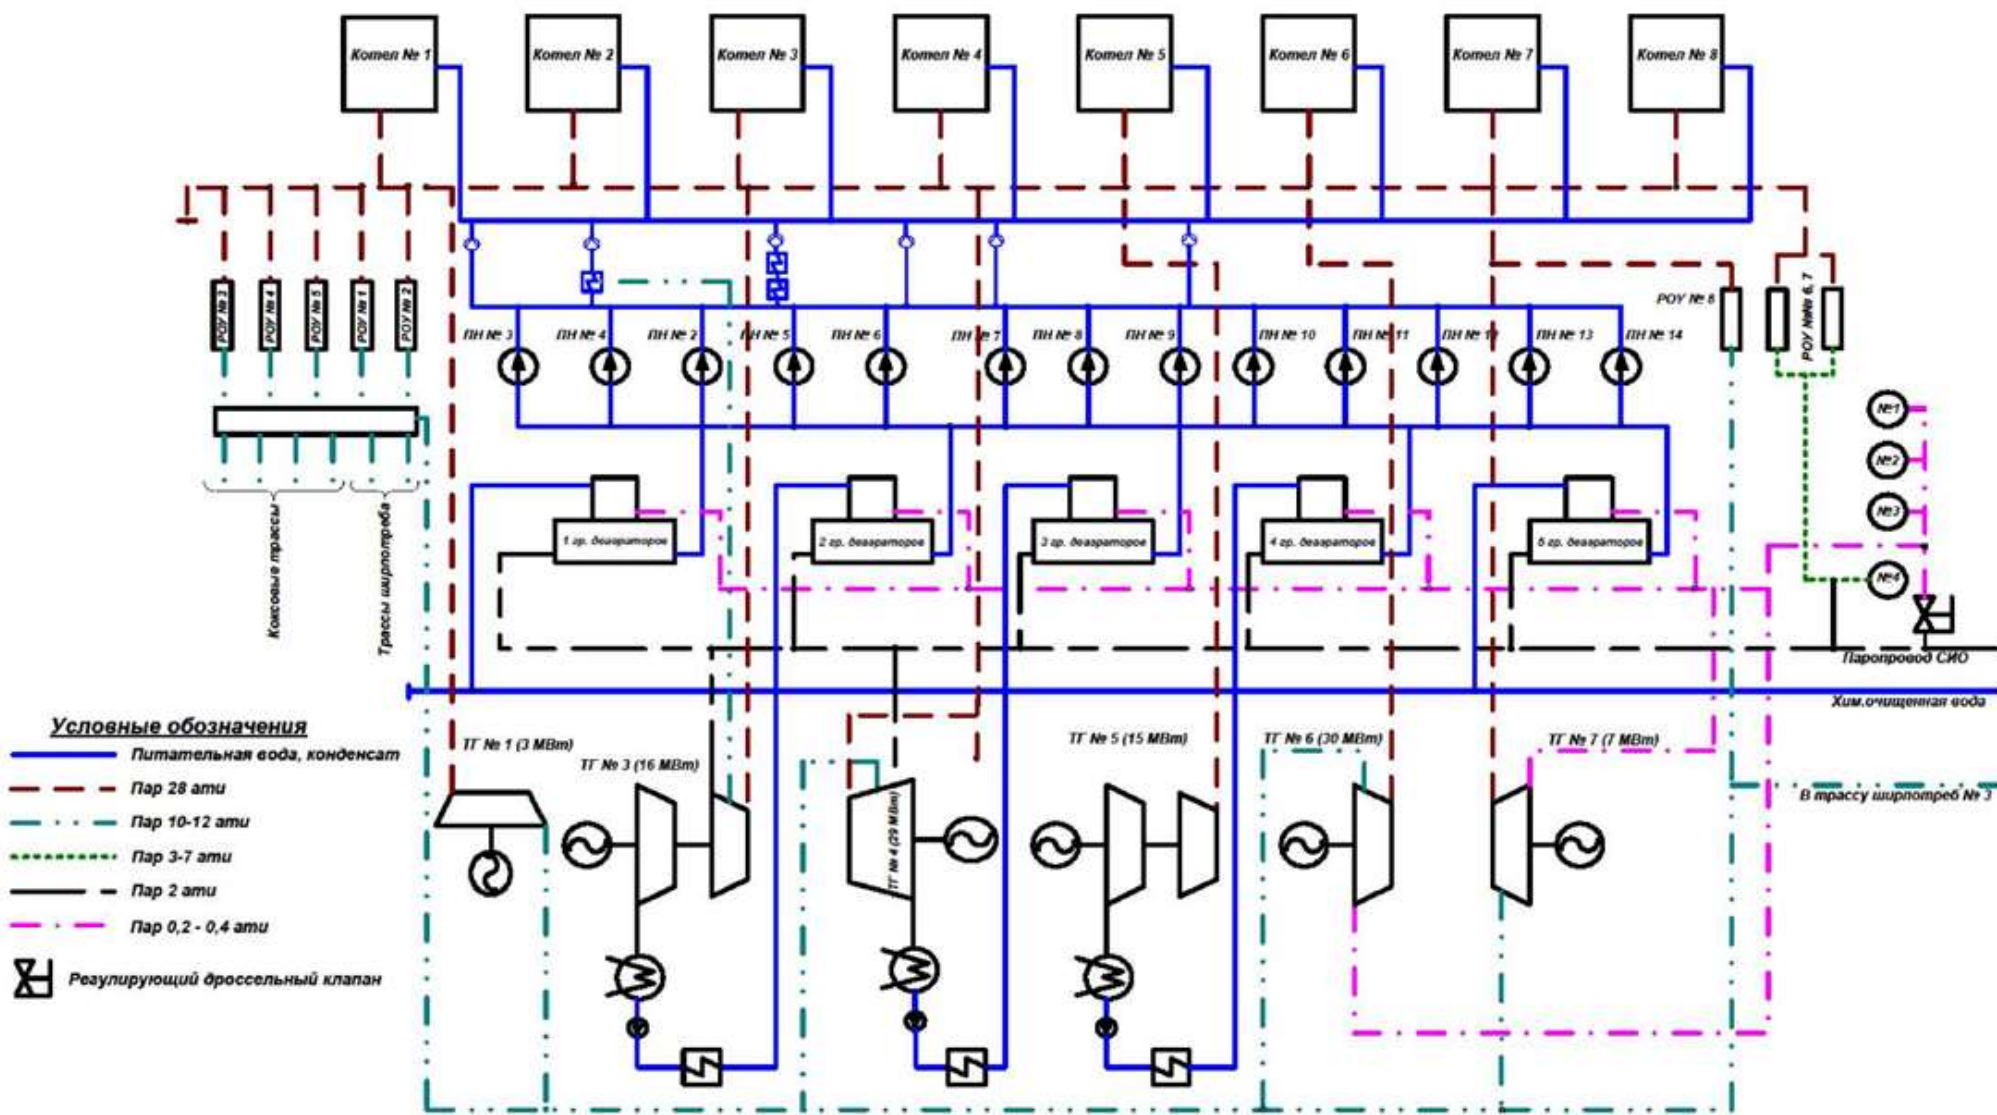 Котел № 1
Котел № 2
Котел № 3
Котел № 4
Котел № 5
Котел № 6
Котел № 7
Котел № 8
РОУ № 3
РОУ № 4
РОУ № 5
РОУ № 1
РОУ № 2
РОУ № 8
РОУ №№ 6, 7
ПН № 3
ПН № 4
ПН № 2
ПН № 5
ПН № 6
ПН № 7
ПН № 8
ПН № 9
ПН № 10
ПН № 11
ПН №
ПН № 13
ПН № 14
№1
№2
№3
№4
1 гр. деаэраторов
2 гр. деаэраторов
3 гр. деаэраторов
4 гр. деаэраторов
5 гр. деаэраторов
Коксовые трассы
Трассы ширпотреба
Паропровод СИО
Хим.очищенная вода
В трассу ширпотреб № 3
ТГ № 1 (3 МВт)
ТГ № 3 (16 МВт)
ТГ № 4 (29 МВт)
ТГ № 5 (15 МВт)
ТГ № 6 (30 МВт)
ТГ № 7 (7 МВт)
Условные обозначения
Питательная вода, конденсат
Пар 28 ати
Пар 10-12 ати
Пар 3-7 ати
Пар 2 ати
Пар 0,2 - 0,4 ати
Регулирующий дроссельный клапан